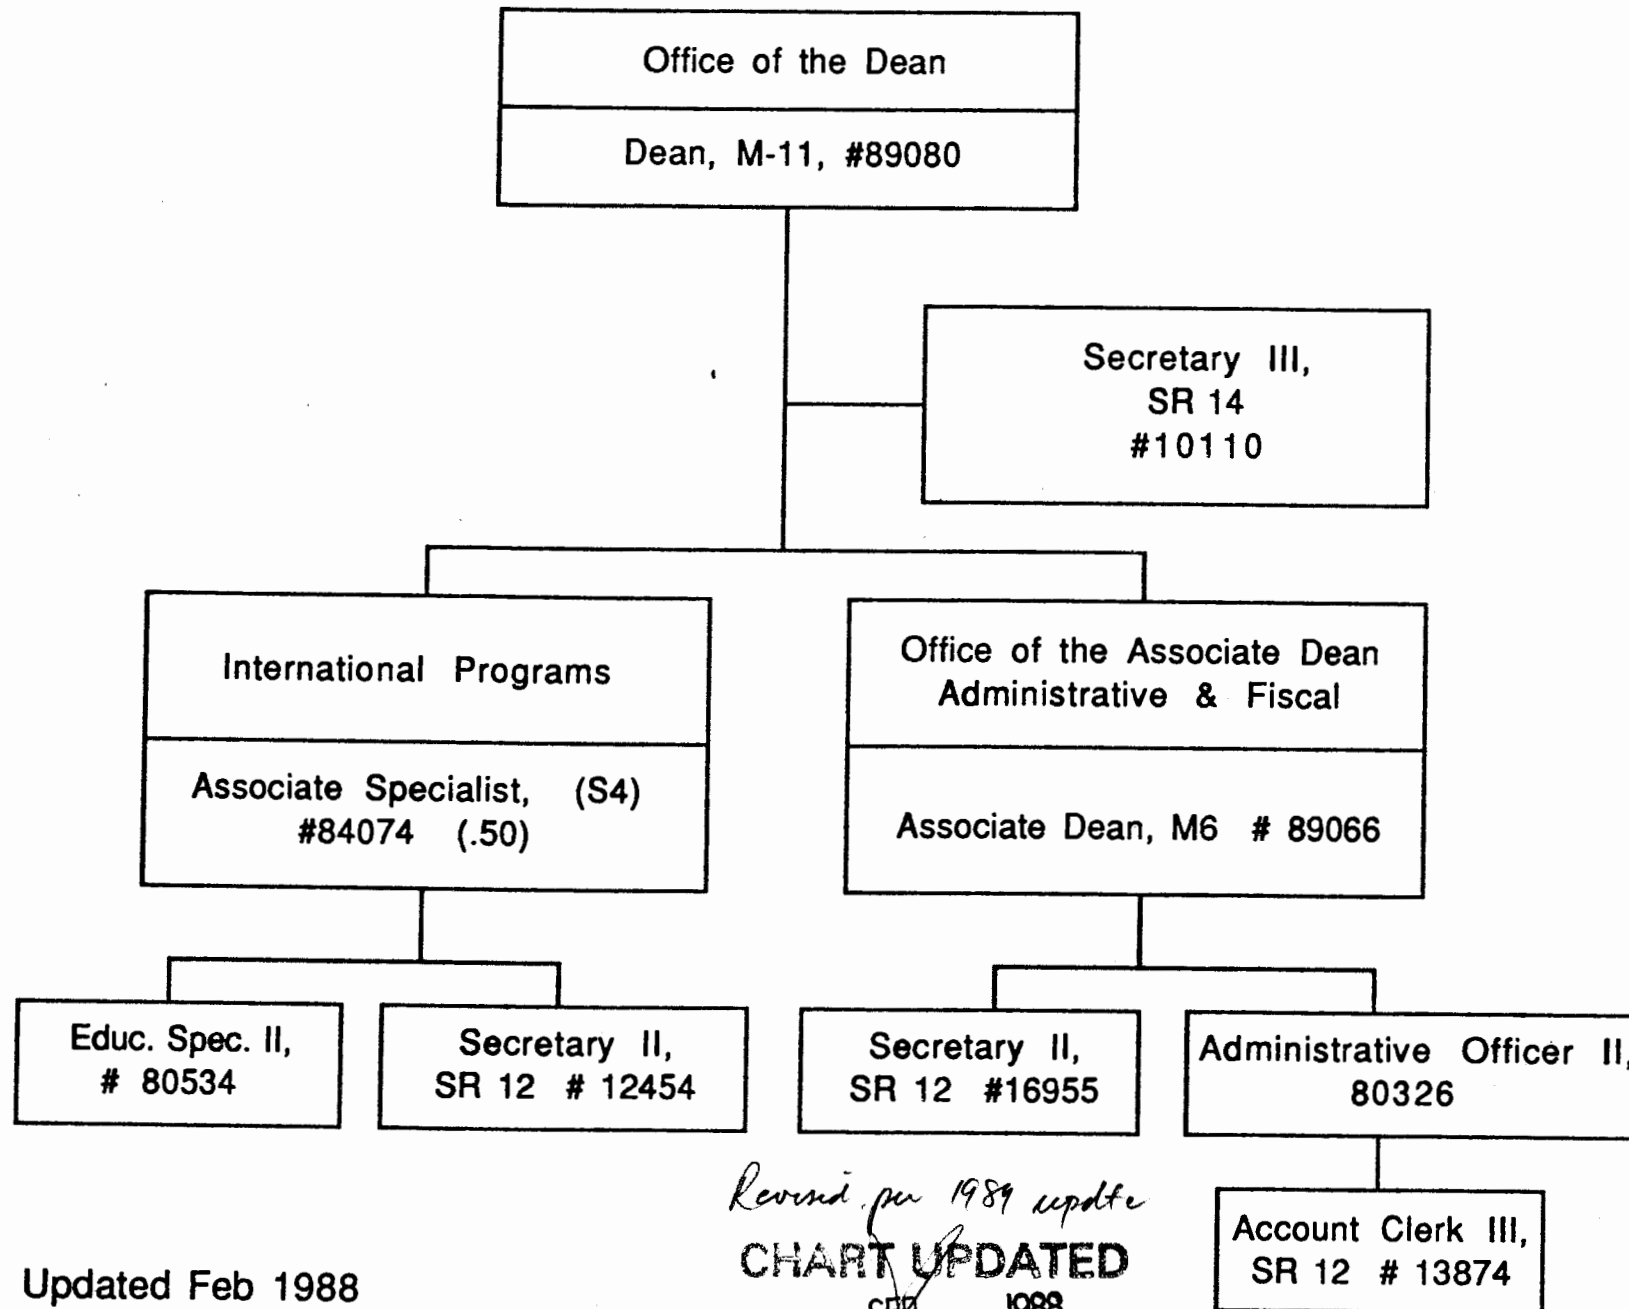 Office of the Dean
Dean, M-11, #89080
Secretary III,
SR 14
#10110
International Programs
Associate Specialist, (S4)
#84074 (.50)
Office of the Associate Dean
Administrative & Fiscal
Associate Dean, M6 # 89066
Educ. Spec. II,
# 80534
Secretary II,
SR 12 # 12454
Secretary II,
SR 12 #16955
Administrative Officer II,
80326
Account Clerk III,
SR 12 # 13874
Revised per 1989 updte
CHART UPDATED
1988
Updated Feb 1988